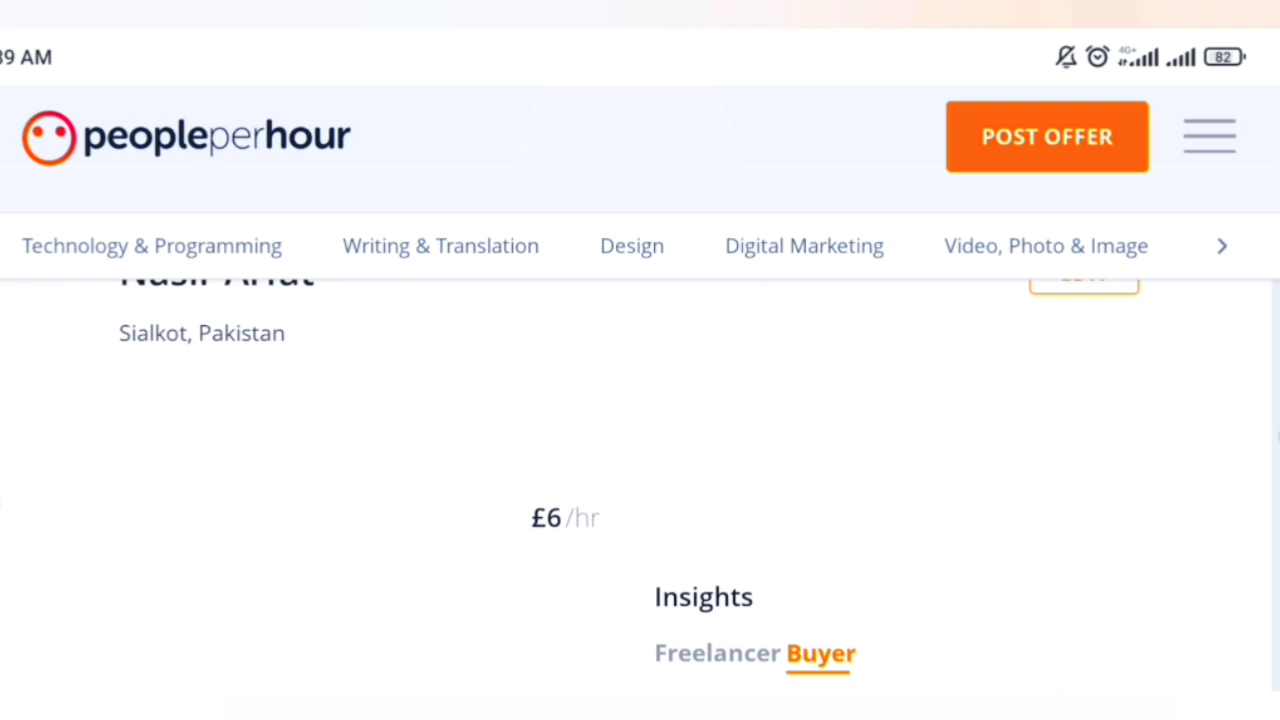 39 AM
4G+
82
peopleperhour
POST OFFER
Technology & Programming Writing & Translation Design Digital Marketing Video, Photo & Image
Sialkot, Pakistan
£6/hr
Insights
Freelancer Buyer